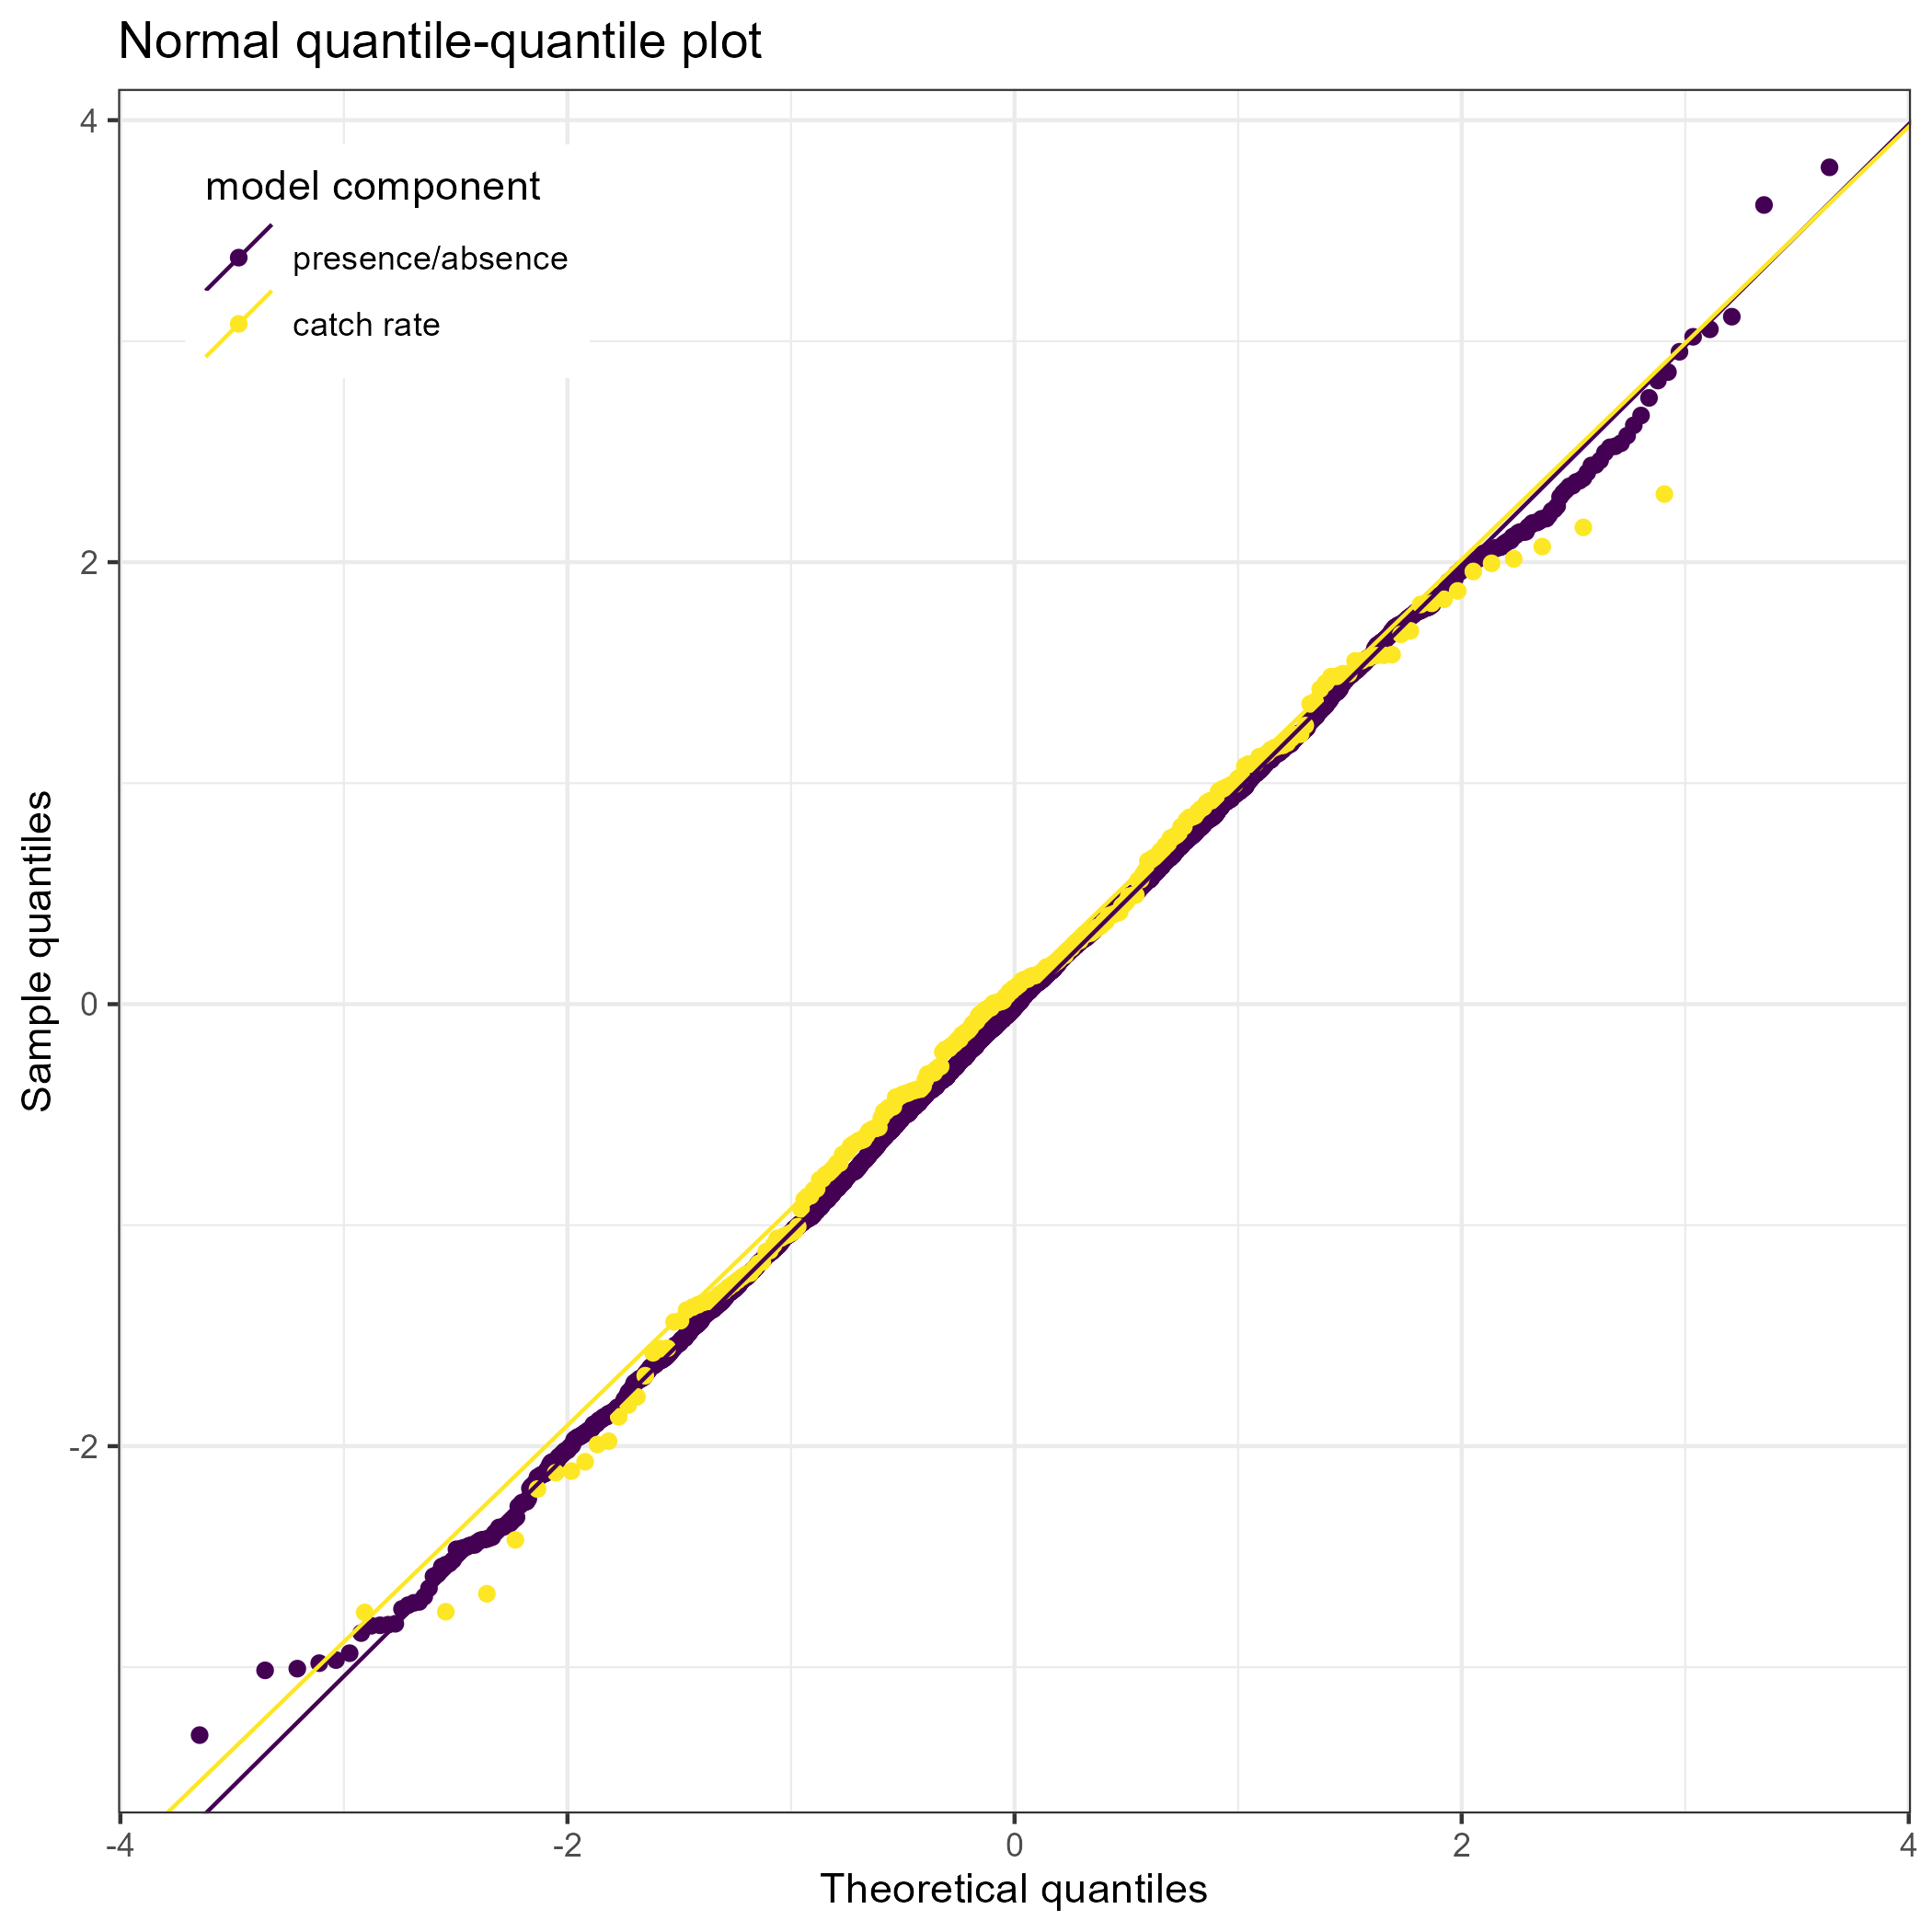 Normal quantile-quantile plot
4
model component
presence/absence
catch rate
2
Sample quantiles
0
-2
-4
-2
0
2
4
Theoretical quantiles